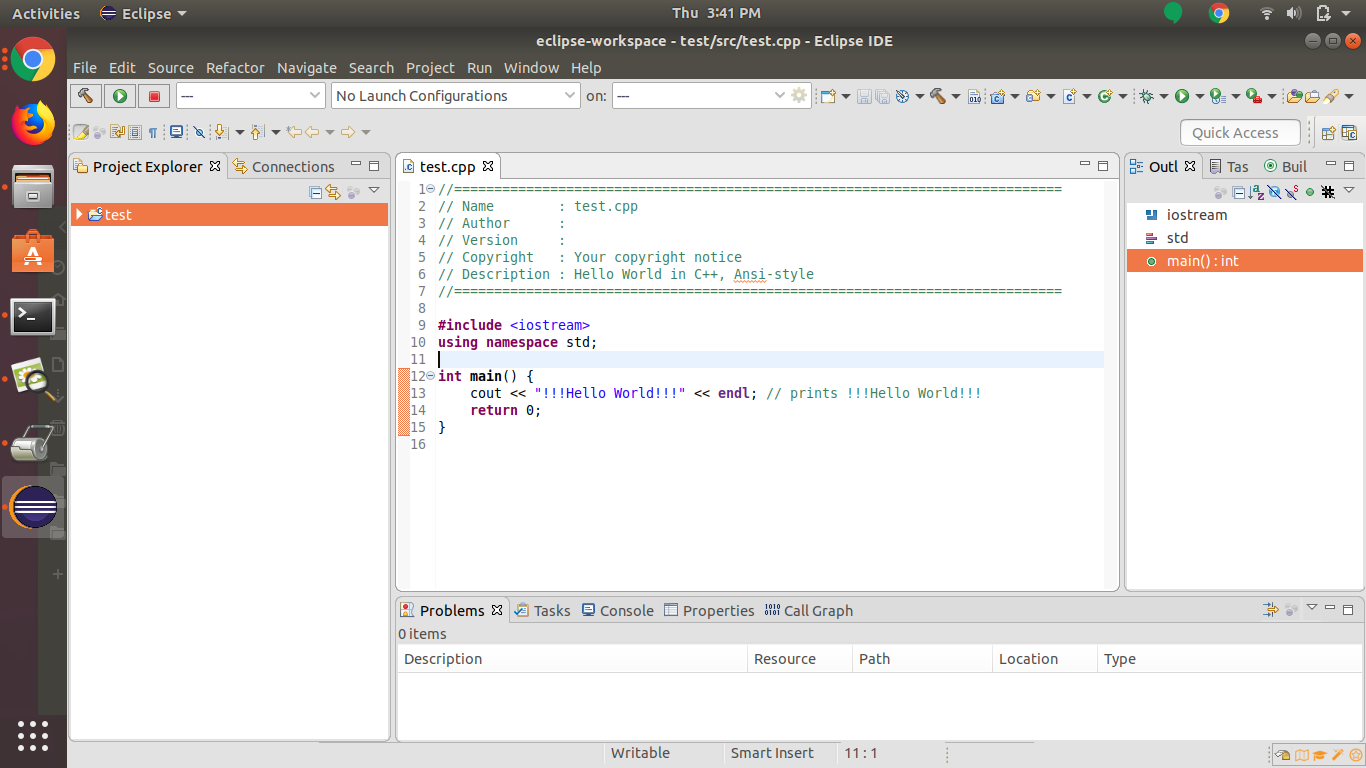 Activities Eclipse Thu 3:41 PM
eclipse-workspace - test/src/test.cpp - Eclipse IDE
File Edit Source Refactor Navigate Search Project Run Window Help
--- No Launch Configurations on: ---
Quick Access
Project Explorer Connections
test
test.cpp
1 //============================================================================
2 // Name        : test.cpp
3 // Author      :
4 // Version     :
5 // Copyright   : Your copyright notice
6 // Description : Hello World in C++, Ansi-style
7 //============================================================================
8
9 #include <iostream>
10 using namespace std;
11
12 int main() {
13     cout << "!!!Hello World!!!" << endl; // prints !!!Hello World!!!
14     return 0;
15 }
16
Outl Tas Buil
iostream
std
main() : int
Problems Tasks Console Properties Call Graph
0 items
Description Resource Path Location Type
Writable Smart Insert 11 : 1